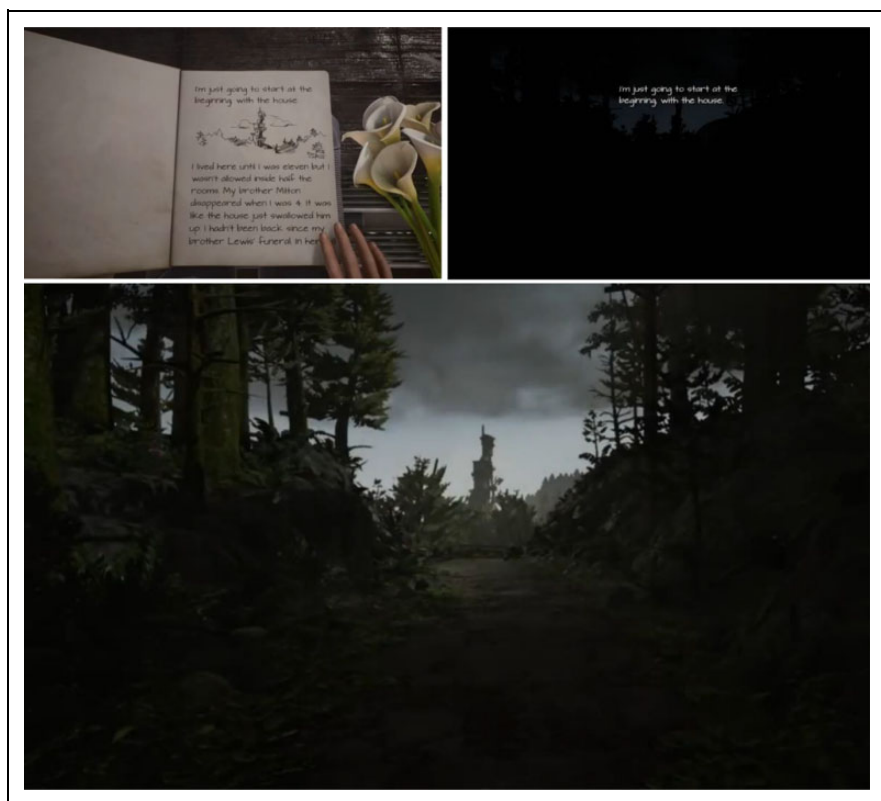 I'm just going to start at the
beginning, with the house.
I lived here until I was eleven but I
wasn't allowed inside half the
rooms. My brother Milton
disappeared when I was 4. It was
like the house just swallowed him
up. I hadn't been back since my
brother Lewis' funeral. In her
I'm just going to start at the
beginning, with the house.